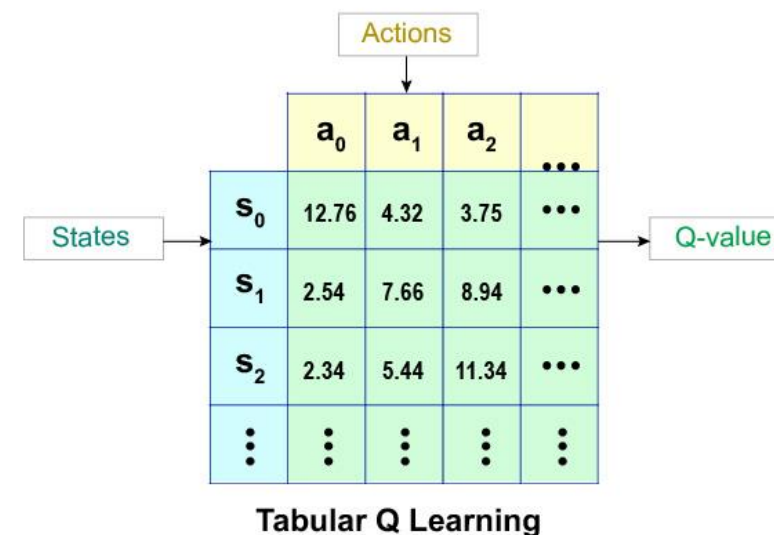 Actions
a₀ a₁ a₂ •••
s₀ 12.76 4.32 3.75 •••
States
Q-value
s₁ 2.54 7.66 8.94 •••
s₂ 2.34 5.44 11.34 •••
⋮ ⋮ ⋮ ⋮ ⋮
Tabular Q Learning